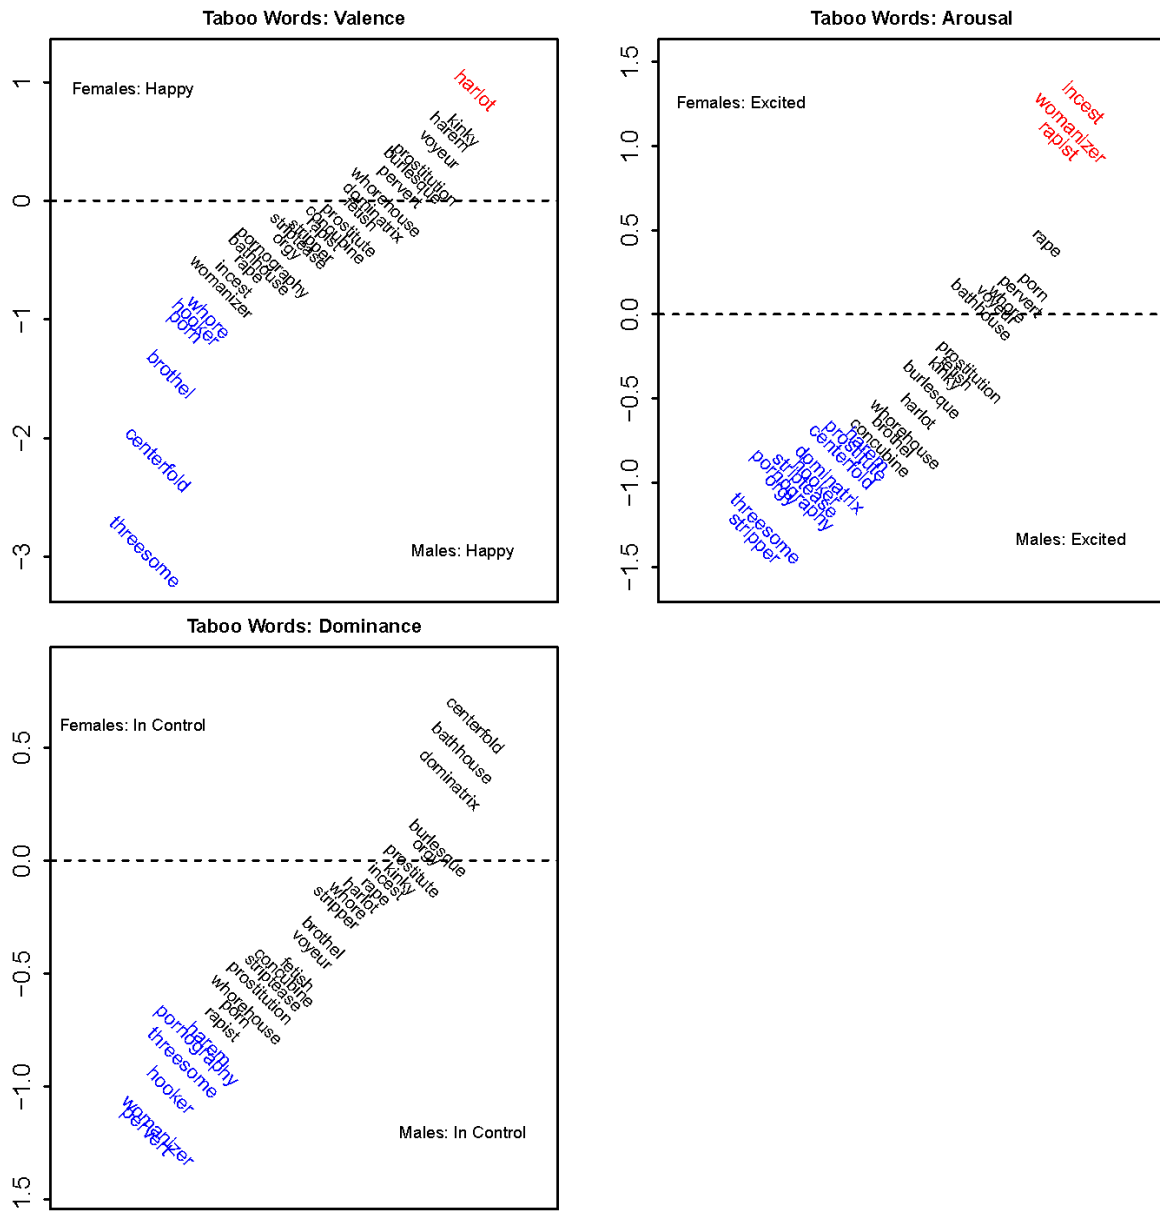 Taboo Words: Valence
1
0
−1
−2
−3
Females: Happy
Males: Happy
harlot
kinky
harem
voyeur
prostitution
burlesque
pervert
whorehouse
dominatrix
fetish
prostitute
concubine
rapist
stripper
striptease
orgy
pornography
bathhouse
rape
incest
womanizer
whore
hooker
porn
brothel
centerfold
threesome
Taboo Words: Arousal
1.5
1.0
0.5
0.0
−0.5
−1.0
−1.5
Females: Excited
Males: Excited
incest
womanizer
rapist
rape
porn
pervert
whore
voyeur
bathhouse
prostitution
fetish
kinky
burlesque
harlot
whorehouse
brothel
concubine
harem
prostitute
centerfold
dominatrix
hooker
striptease
pornography
orgy
threesome
stripper
Taboo Words: Dominance
0.5
0.0
−0.5
−1.0
1.5
Females: In Control
Males: In Control
centerfold
bathhouse
dominatrix
burlesque
orgy
prostitute
kinky
incest
rape
harlot
whore
stripper
brothel
voyeur
fetish
concubine
striptease
prostitution
whorehouse
porn
rapist
harem
pornography
threesome
hooker
womanizer
pervert